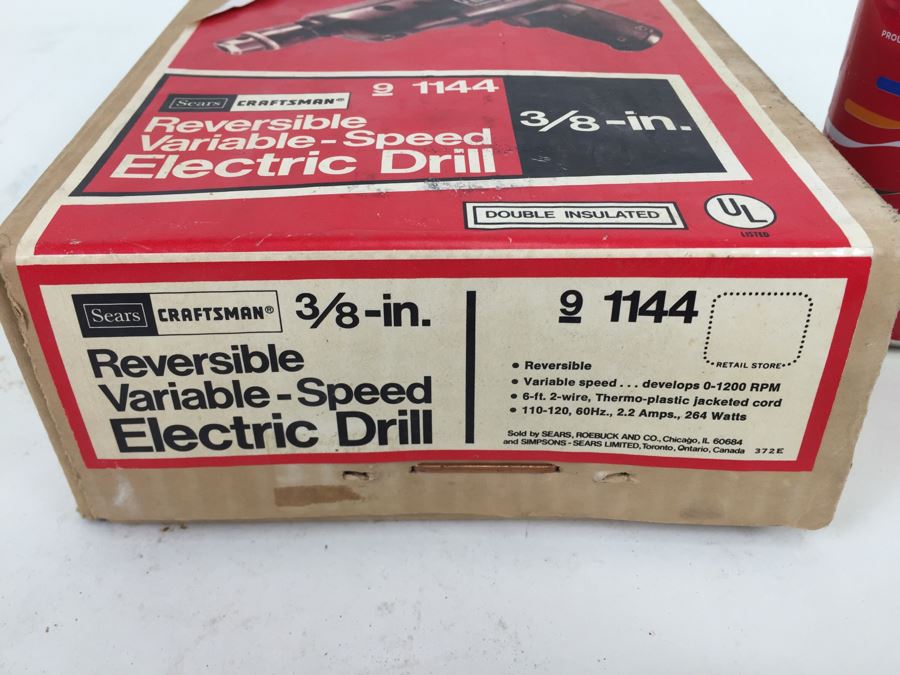 Sears CRAFTSMAN® 9 1144
Reversible
Variable-Speed
Electric Drill
3/8-in.
DOUBLE INSULATED
UL
LISTED
Sears CRAFTSMAN® 3/8-in.
Reversible
Variable-Speed
Electric Drill
9 1144
RETAIL STORE
• Reversible
• Variable speed . . . develops 0-1200 RPM
• 6-ft. 2-wire, Thermo-plastic jacketed cord
• 110-120, 60Hz., 2.2 Amps., 264 Watts
Sold by SEARS, ROEBUCK AND CO., Chicago, IL 60684
and SIMPSONS-SEARS LIMITED, Toronto, Ontario, Canada 372E